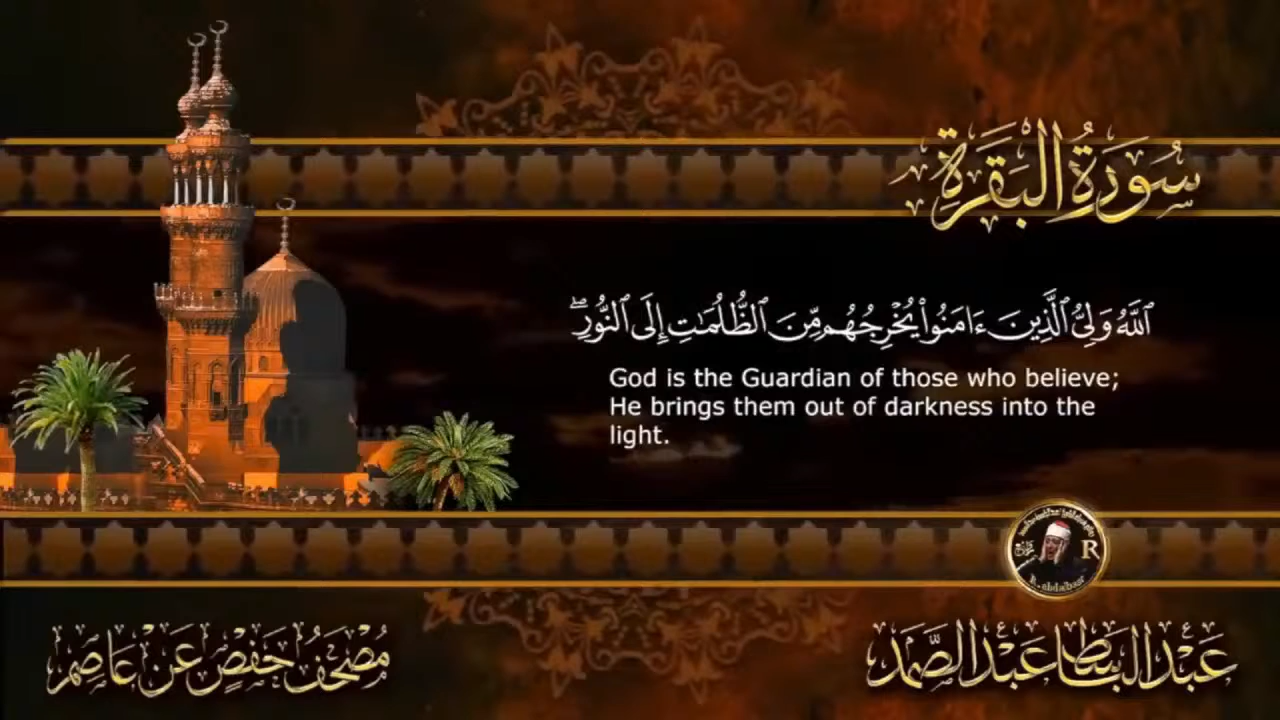 سُورَةُ الْبَقَرَةِ
ٱللَّهُ وَلِىُّ ٱلَّذِينَ ءَامَنُوا۟ يُخْرِجُهُم مِّنَ ٱلظُّلُمَـٰتِ إِلَى ٱلنُّورِ ۖ
God is the Guardian of those who believe;
He brings them out of darkness into the
light.
R
عَبْدُ الْبَاسِط عَبْدُ الصَّمَد
مُصْحَفُ حَفْصٍ عَنْ عَاصِم